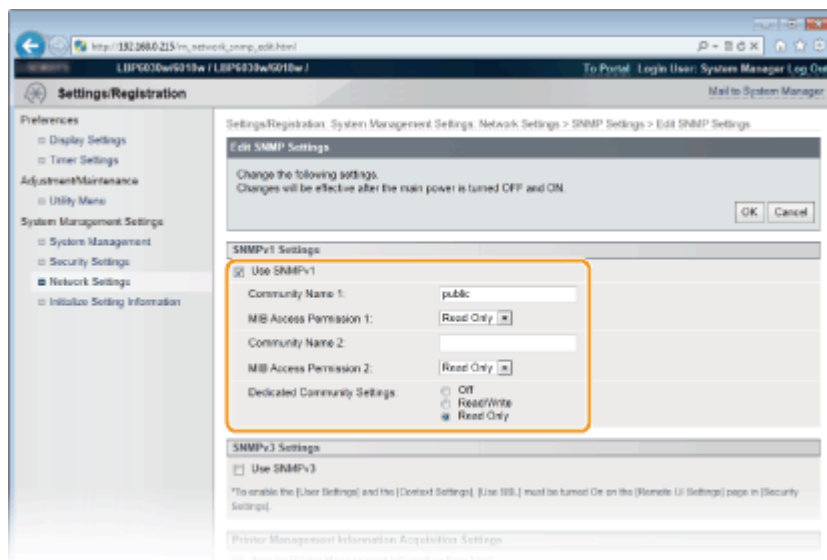 http://192.168.0.215/m_network_snmp_edit.html
LBP6030w/6018w / LBP6030w/6018w /
To Portal Login User: System Manager Log Out
Settings/Registration
Mail to System Manager
Preferences
Display Settings
Timer Settings
Adjustment/Maintenance
Utility Menu
System Management Settings
System Management
Security Settings
Network Settings
Initialize Setting Information
Settings/Registration: System Management Settings: Network Settings > SNMP Settings > Edit SNMP Settings
Edit SNMP Settings
Change the following settings.
Changes will be effective after the main power is turned OFF and ON.
OK Cancel
SNMPv1 Settings
Use SNMPv1
Community Name 1: public
MIB Access Permission 1: Read Only
Community Name 2:
MIB Access Permission 2: Read Only
Dedicated Community Settings: Off
Read/Write
Read Only
SNMPv3 Settings
Use SNMPv3
*To enable the [User Settings] and the [Context Settings], [Use SSL] must be turned On on the [Remote UI Settings] page in [Security
Settings].
Printer Management Information Acquisition Settings